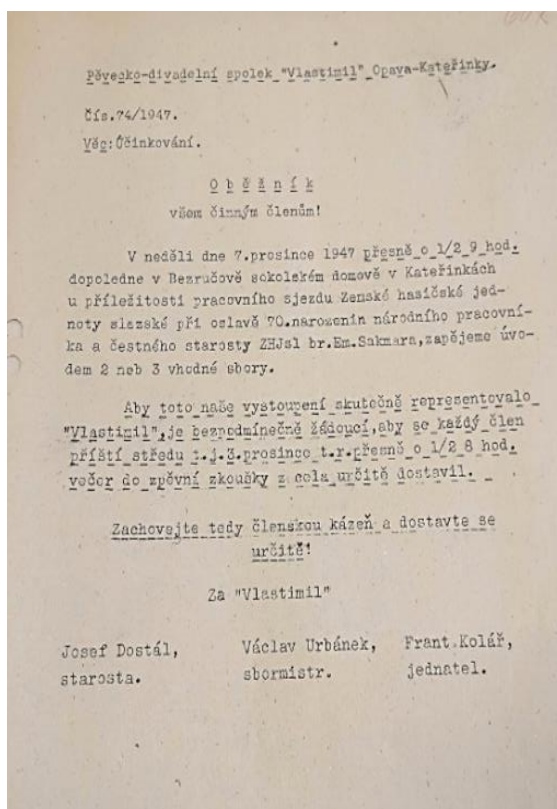 Pěvecko-divadelní spolek "Vlastimil" Opava-Kateřinky.
Čís.74/1947.
Věc:Účinkování.
O b ě ž n í k
všem činným členům!
V neděli dne 7.prosince 1947 přesně o 1/2 9 hod.
dopoledne v Bezručově sokolském domově v Kateřinkách
u příležitosti pracovního sjezdu Zemské hasičské jed-
noty slezské při oslavě 70.narozenin národního pracovní-
ka a čestného starosty ZHJsl br.Em.Sakmara,zapějeme úvo-
dem 2 neb 3 vhodné sbory.
Aby toto naše vystoupení skutečně representovalo
"Vlastimil",je bezpodmínečně žádoucí,aby se každý člen
příští středu t.j.3.prosince t.r.přesně o 1/2 8 hod.
večer do zpěvní zkoušky z cela určitě dostavil.
Zachovejte tedy členskou kázeň a dostavte se
určitě!
Za "Vlastimil"
Josef Dostál, Václav Urbánek, Frant.Kolář,
starosta. sbormistr. jednatel.